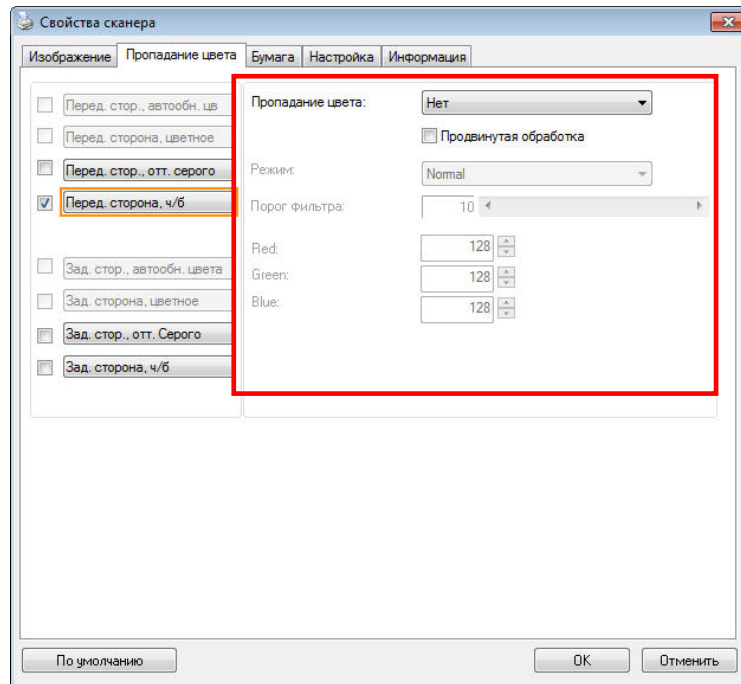 Свойства сканера
Изображение Пропадание цвета Бумага Настройка Информация
Перед. стор., автообн. цв
Перед. сторона, цветное
Перед. стор., отт. серого
Перед. сторона, ч/б
Зад. стор., автообн. цвета
Зад. сторона, цветное
Зад. стор., отт. Серого
Зад. сторона, ч/б
Пропадание цвета: Нет
Продвинутая обработка
Режим: Normal
Порог фильтра: 10
Red: 128
Green: 128
Blue: 128
По умолчанию OK Отменить